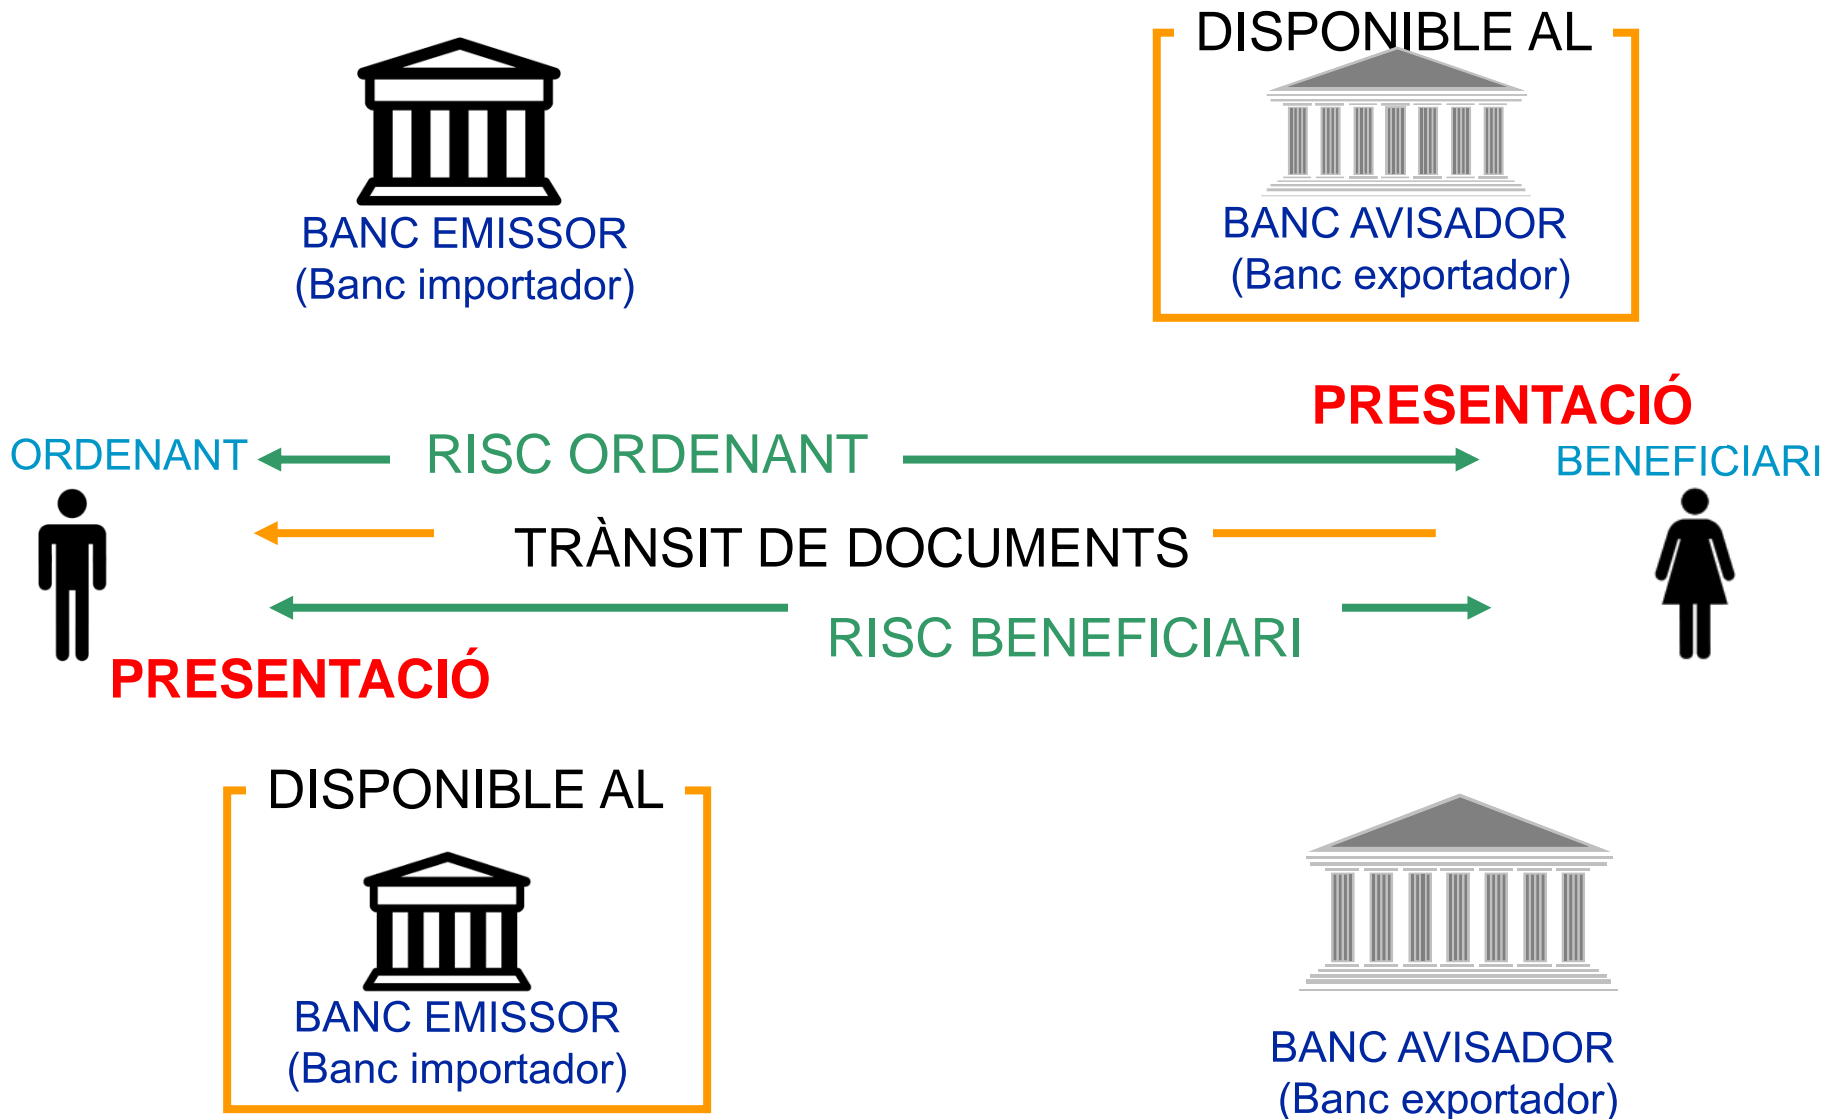 DISPONIBLE AL
BANC EMISSOR
(Banc importador)
BANC AVISADOR
(Banc exportador)
PRESENTACIÓ
ORDENANT
RISC ORDENANT
BENEFICIARI
TRÀNSIT DE DOCUMENTS
RISC BENEFICIARI
PRESENTACIÓ
DISPONIBLE AL
BANC EMISSOR
(Banc importador)
BANC AVISADOR
(Banc exportador)